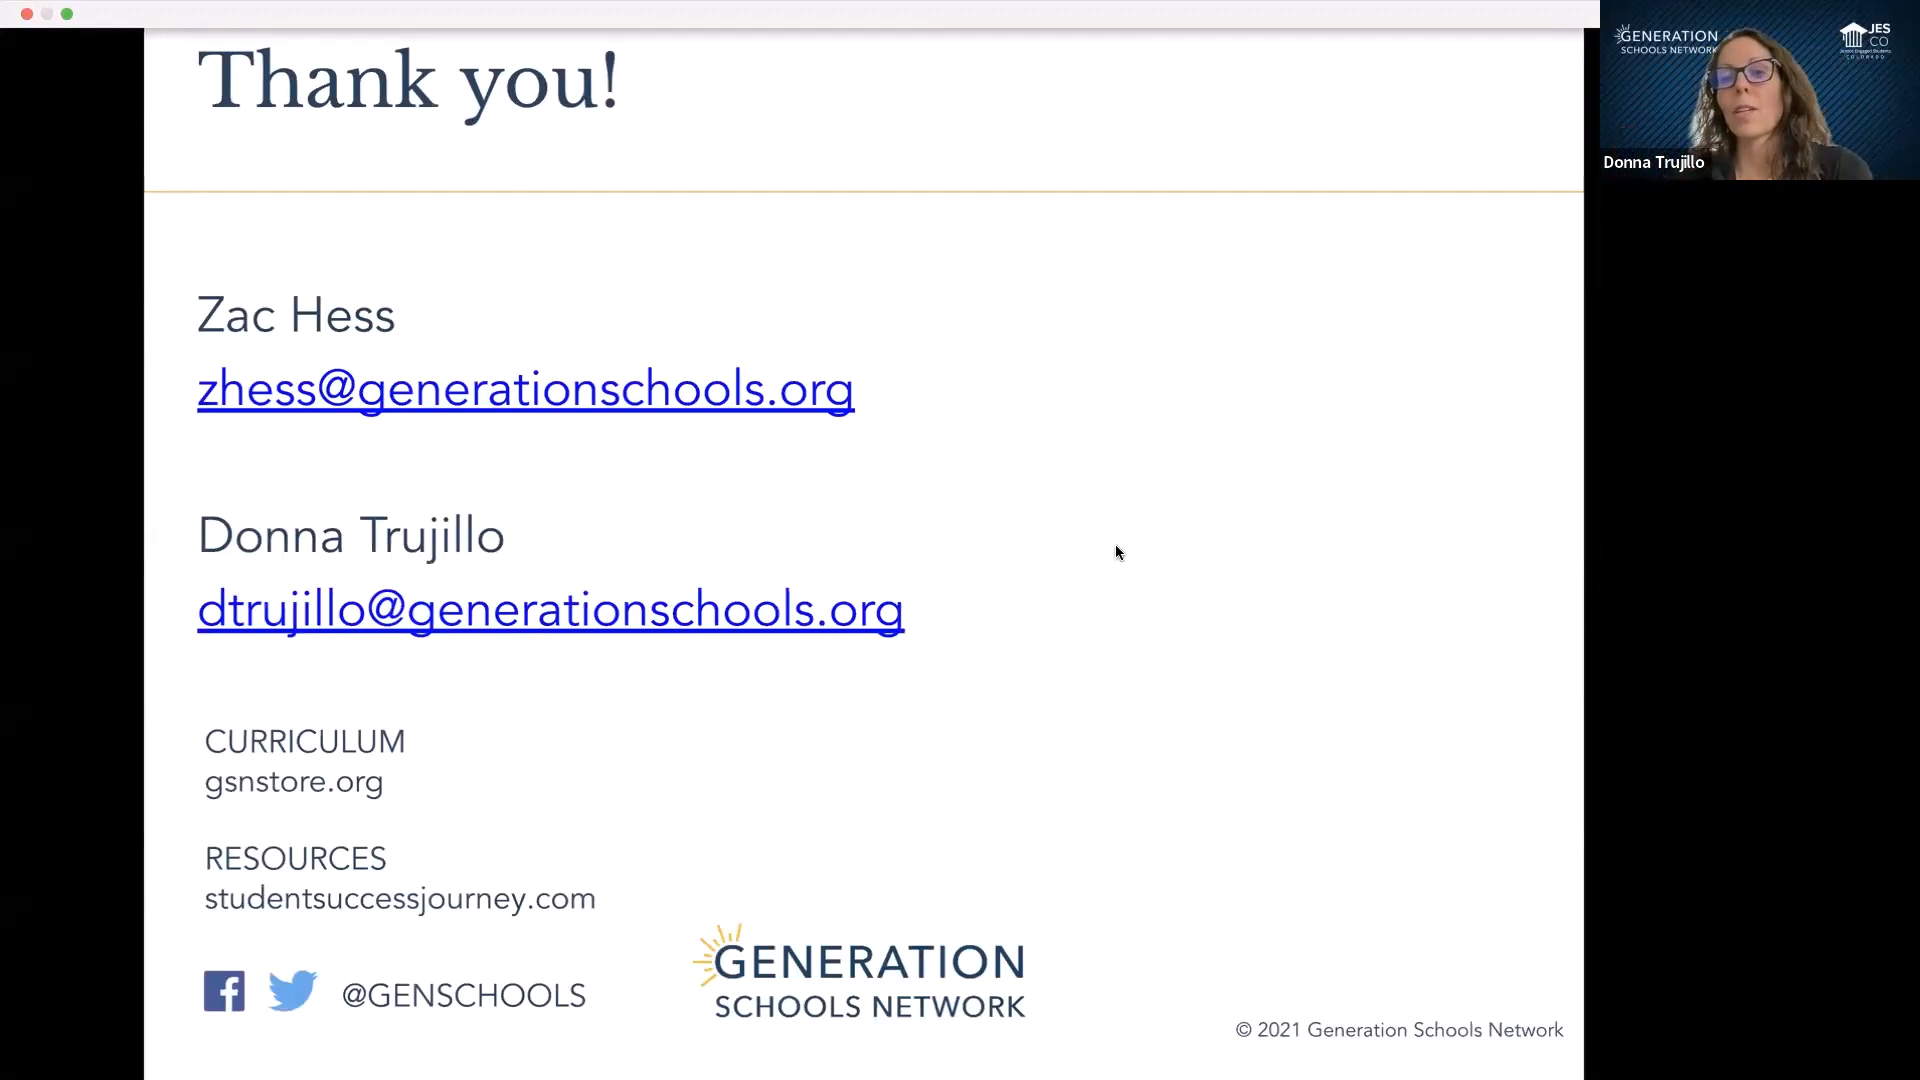 Thank you!
Zac Hess
zhess@generationschools.org
Donna Trujillo
dtrujillo@generationschools.org
CURRICULUM
gsnstore.org
RESOURCES
studentsuccessjourney.com
@GENSCHOOLS
GENERATION
SCHOOLS NETWORK
© 2021 Generation Schools Network
GENERATION
SCHOOLS NETWORK
JES
CO
COLORADO
Donna Trujillo